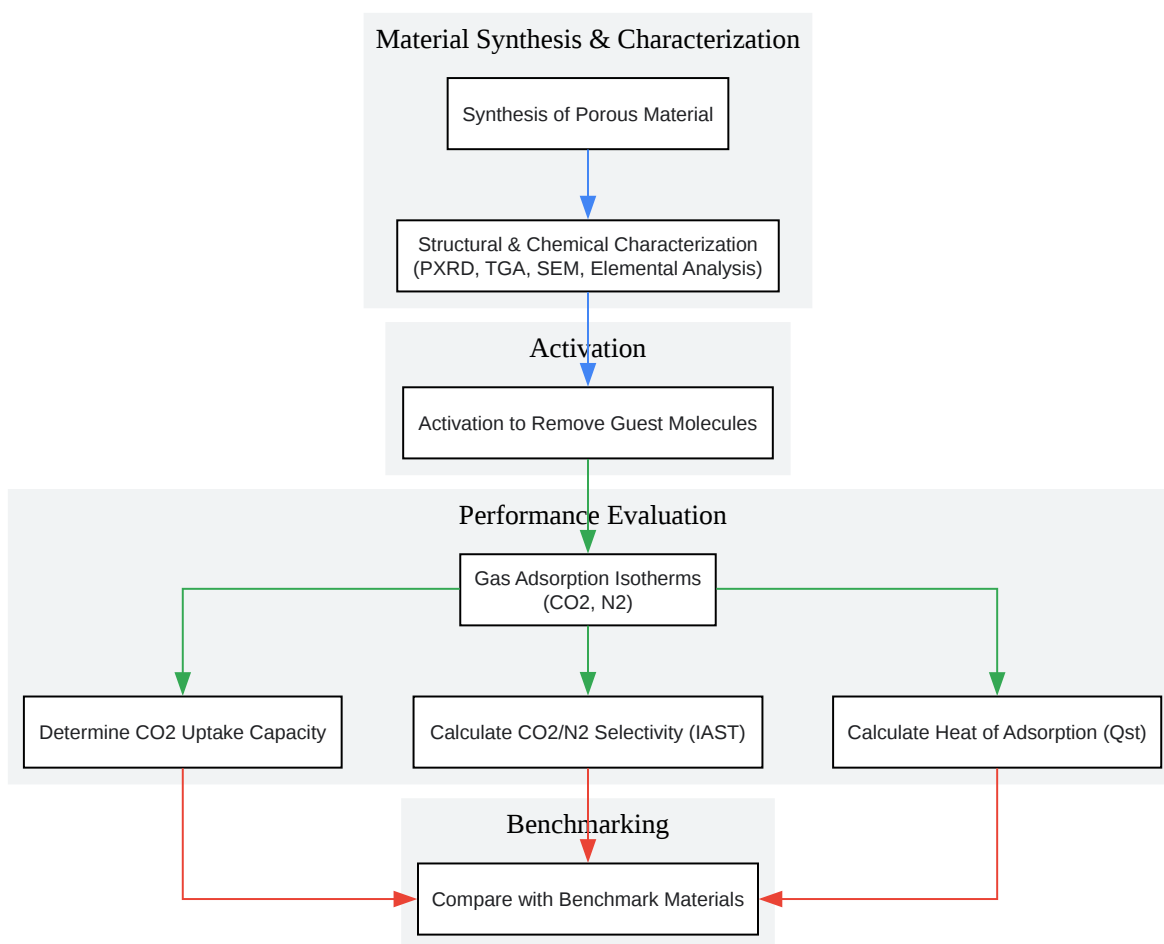 Material Synthesis & Characterization
Synthesis of Porous Material
Structural & Chemical Characterization
(PXRD, TGA, SEM, Elemental Analysis)
Activation
Activation to Remove Guest Molecules
Performance Evaluation
Gas Adsorption Isotherms
(CO2, N2)
Determine CO2 Uptake Capacity
Calculate CO2/N2 Selectivity (IAST)
Calculate Heat of Adsorption (Qst)
Benchmarking
Compare with Benchmark Materials